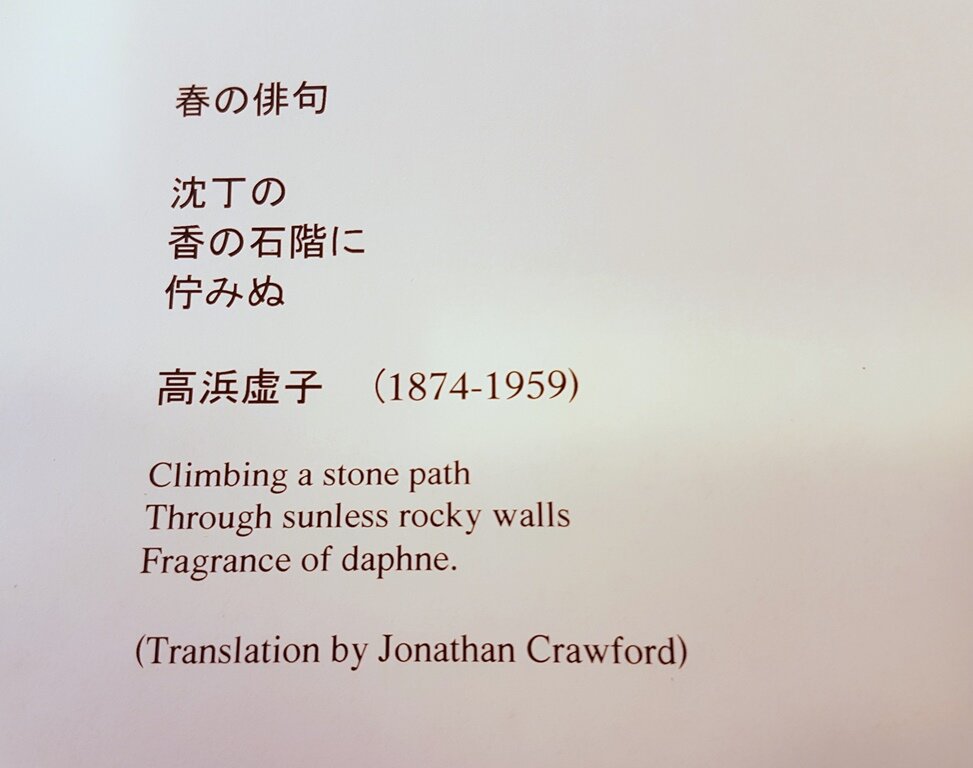 春の俳句
沈丁の
香の石階に
佇みぬ
高浜虚子 (1874-1959)
Climbing a stone path
Through sunless rocky walls
Fragrance of daphne.
(Translation by Jonathan Crawford)